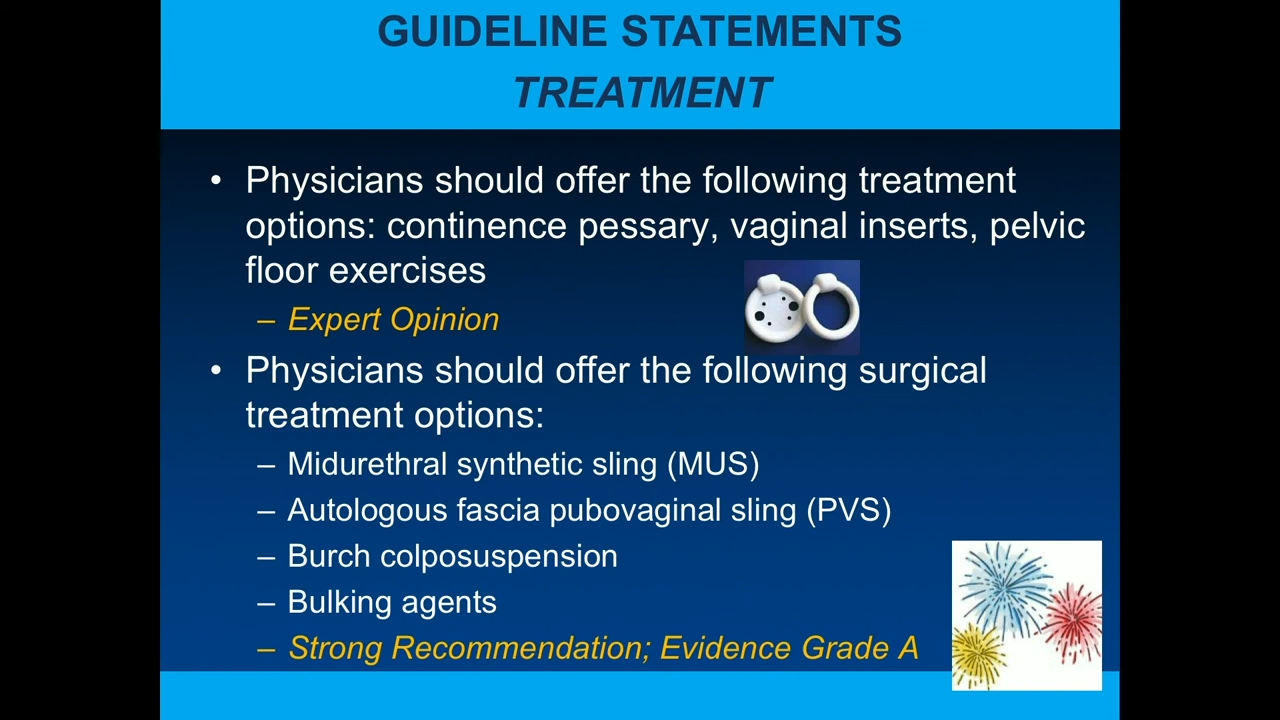 GUIDELINE STATEMENTS
TREATMENT
• Physicians should offer the following treatment
options: continence pessary, vaginal inserts, pelvic
floor exercises
– Expert Opinion
• Physicians should offer the following surgical
treatment options:
– Midurethral synthetic sling (MUS)
– Autologous fascia pubovaginal sling (PVS)
– Burch colposuspension
– Bulking agents
– Strong Recommendation; Evidence Grade A